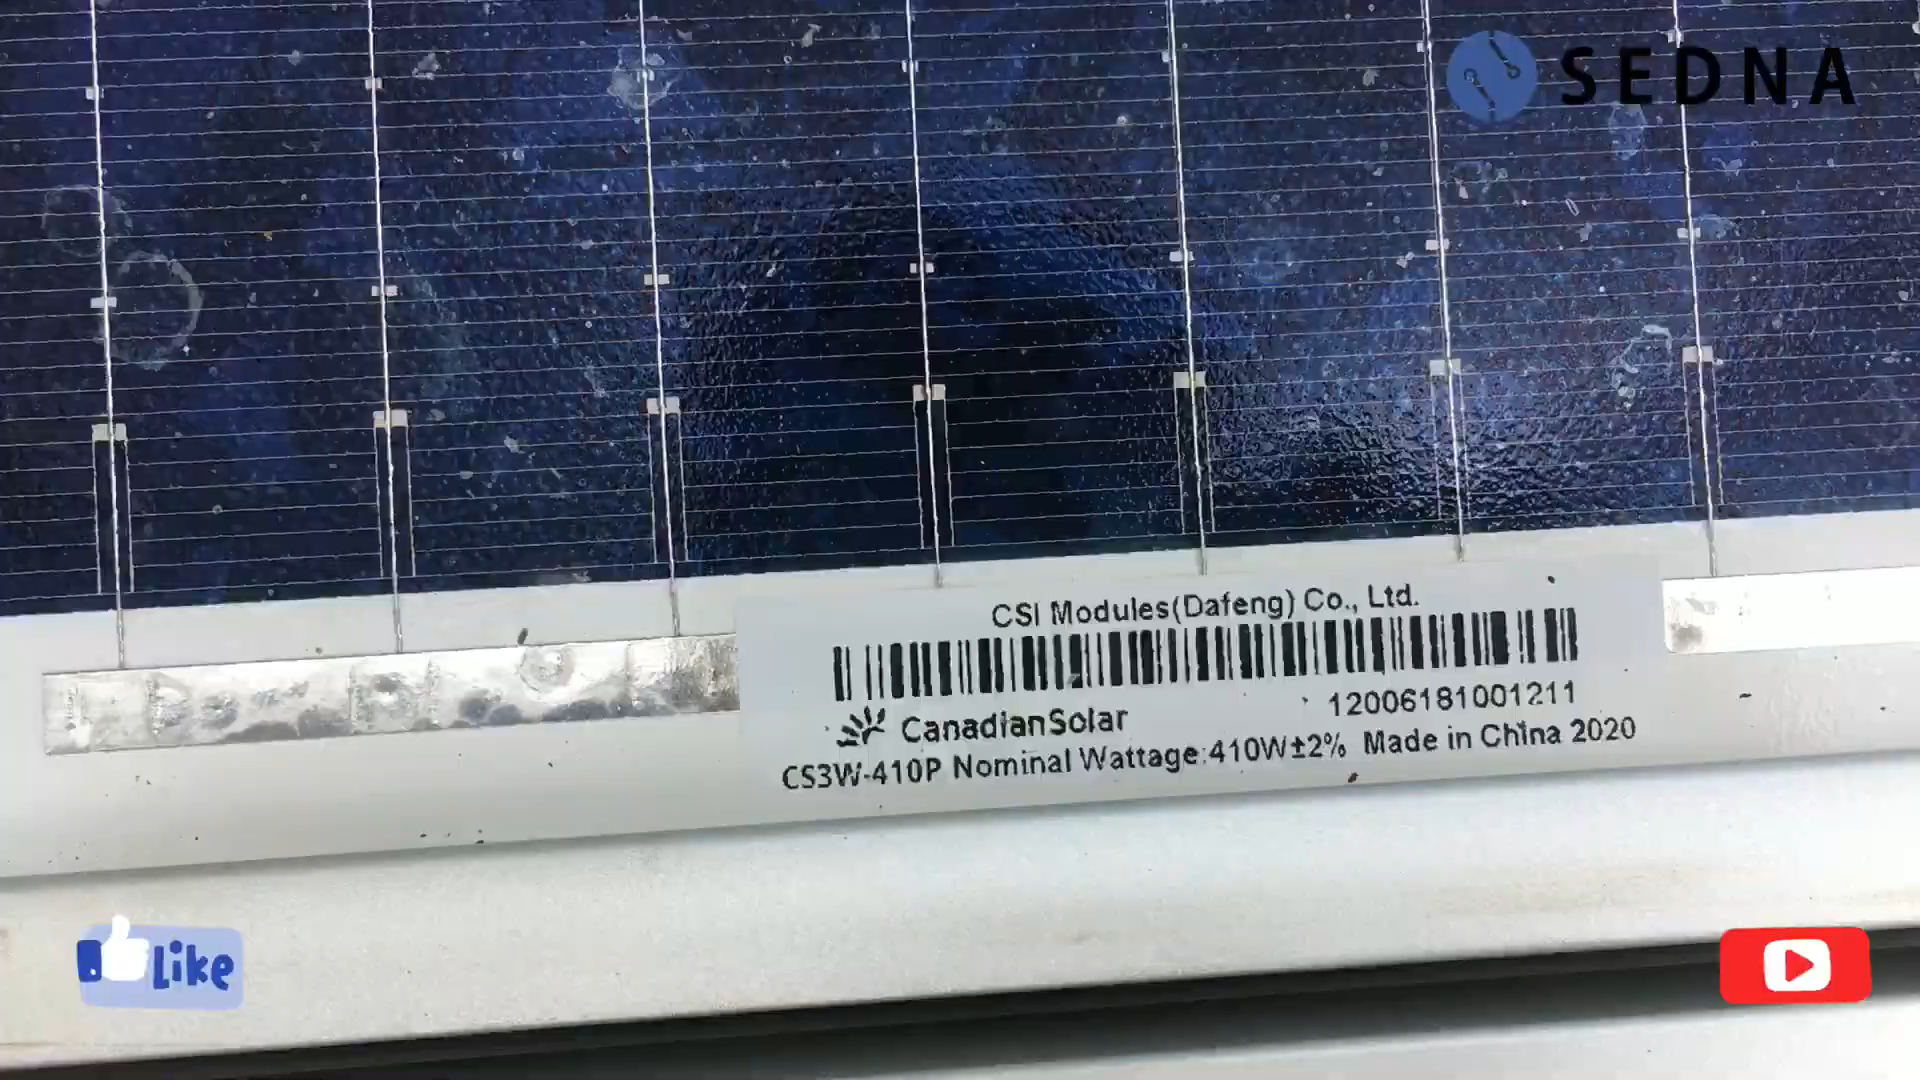 SEDNA
CSI Modules(Dafeng) Co., Ltd.
12006181001211
CanadianSolar
CS3W-410P Nominal Wattage:410W±2% Made in China 2020
Like